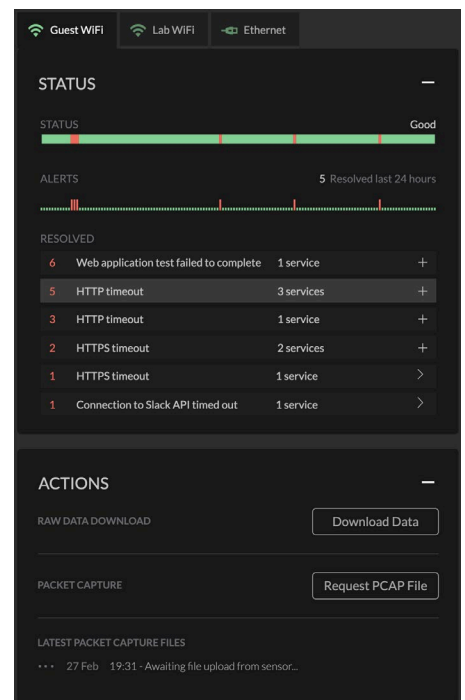 Guest WiFi Lab WiFi Ethernet
STATUS
STATUS Good
ALERTS 5 Resolved last 24 hours
RESOLVED
6 Web application test failed to complete 1 service +
5 HTTP timeout 3 services +
3 HTTP timeout 1 service +
2 HTTPS timeout 2 services +
1 HTTPS timeout 1 service >
1 Connection to Slack API timed out 1 service >
ACTIONS
RAW DATA DOWNLOAD Download Data
PACKET CAPTURE Request PCAP File
LATEST PACKET CAPTURE FILES
··· 27 Feb 19:31 - Awaiting file upload from sensor...